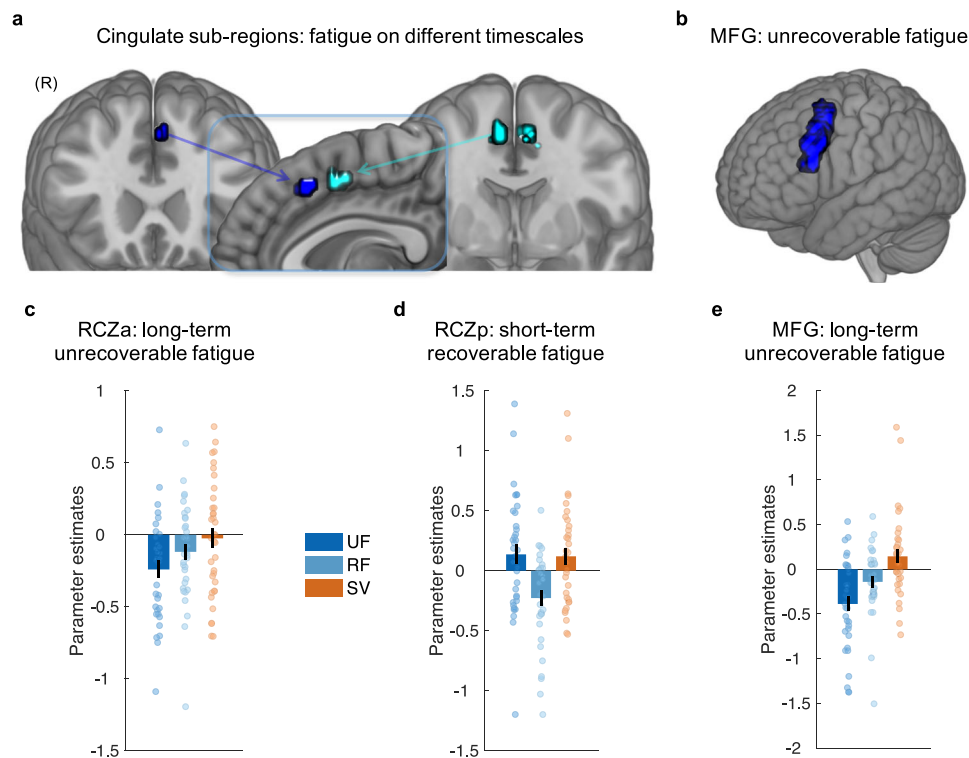 a
Cingulate sub-regions: fatigue on different timescales
(R)
b
MFG: unrecoverable fatigue
c
RCZa: long-term
unrecoverable fatigue
1
0.5
0
-0.5
-1
-1.5
Parameter estimates
UF
RF
SV
d
RCZp: short-term
recoverable fatigue
1.5
1
0.5
0
-0.5
-1
-1.5
Parameter estimates
e
MFG: long-term
unrecoverable fatigue
2
1.5
1
0.5
0
-0.5
-1
-1.5
-2
Parameter estimates